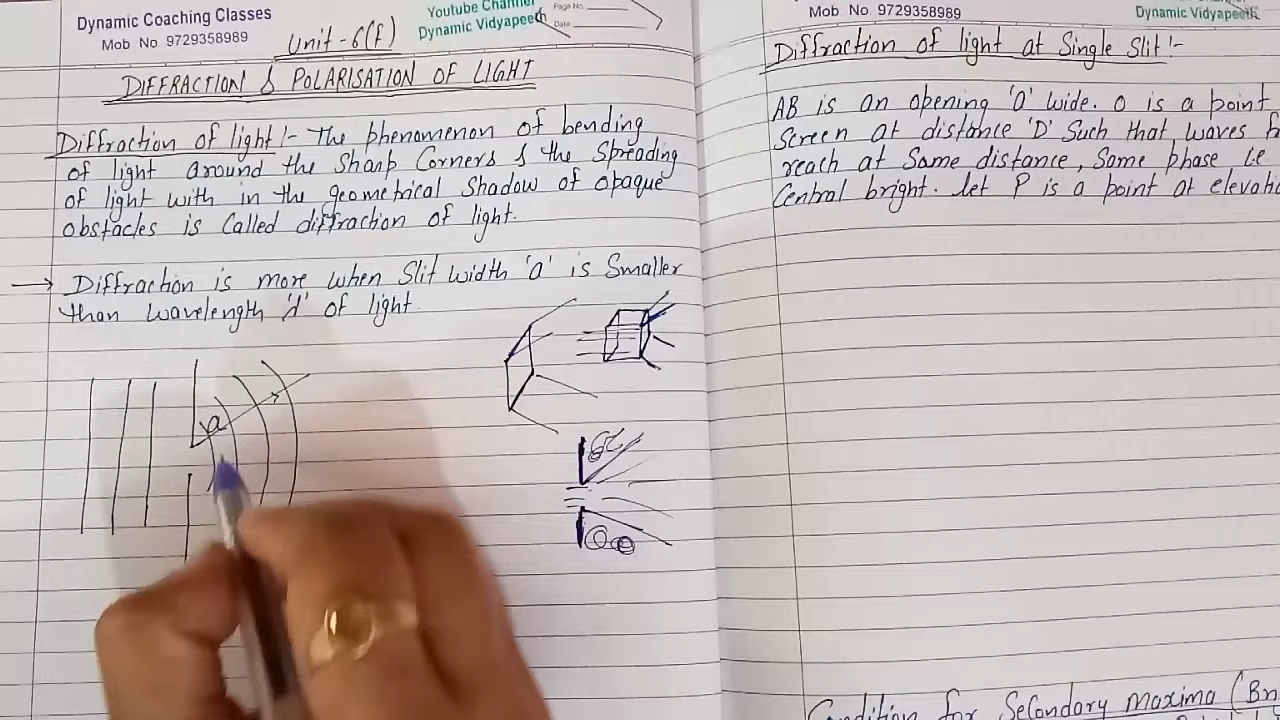 Dynamic Coaching Classes
Mob No. 9729358989
Youtube Channel
Dynamic Vidyapeeth
Page No.
Date
Unit-6(F)
DIFFRACTION & POLARISATION OF LIGHT
Diffraction of light :- The phenomenon of bending
of light around the sharp Corners & the Spreading
of light with in the geometrical Shadow of opaque
obstacles is Called diffraction of light.
→ Diffraction is more when Slit width 'a' is Smaller
than wavelength 'λ' of light.
a
Mob No. 9729358989
Dynamic Vidyapeeth
Diffraction of light at Single Slit :-
AB is an opening 'a' wide. O is a point
Screen at distance 'D' Such that waves
reach at Same distance, Same phase i.e
Central bright. Let P is a point at
Condition for Secondary maxima